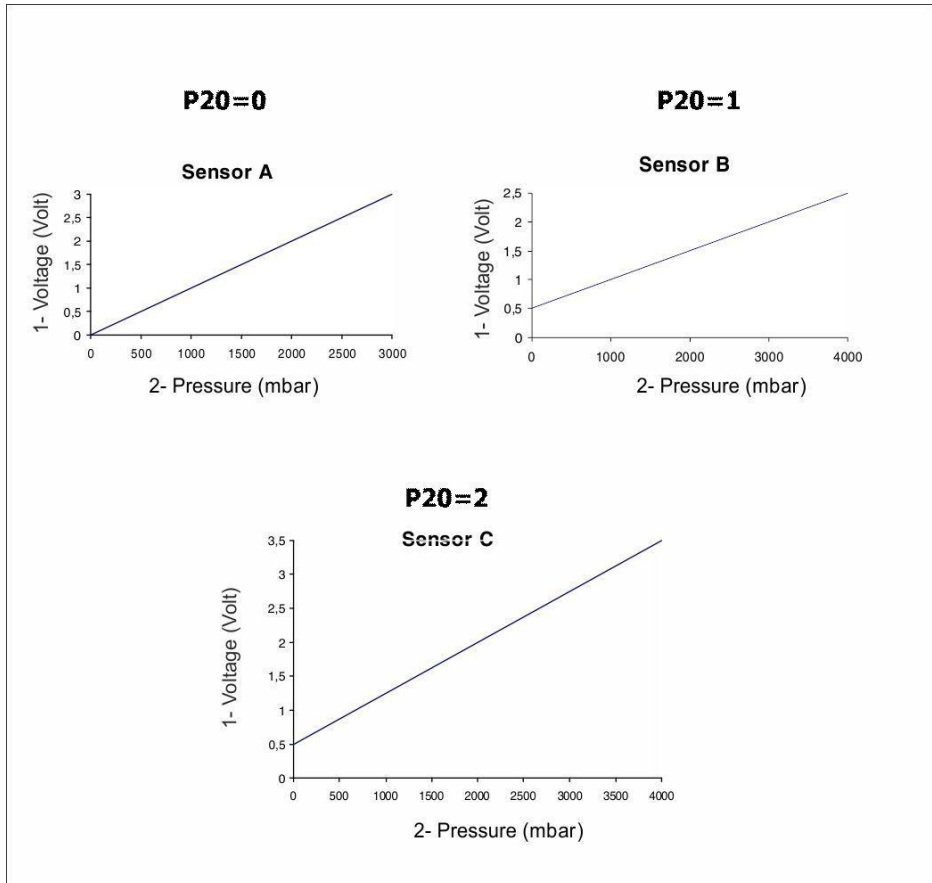 P20=0
Sensor A
1- Voltage (Volt)
3
2,5
2
1,5
1
0,5
0
0 500 1000 1500 2000 2500 3000
2- Pressure (mbar)
P20=1
Sensor B
1- Voltage (Volt)
2,5
2
1,5
1
0,5
0
0 1000 2000 3000 4000
2- Pressure (mbar)
P20=2
Sensor C
1- Voltage (Volt)
3,5
3
2,5
2
1,5
1
0,5
0
0 500 1000 1500 2000 2500 3000 3500 4000
2- Pressure (mbar)